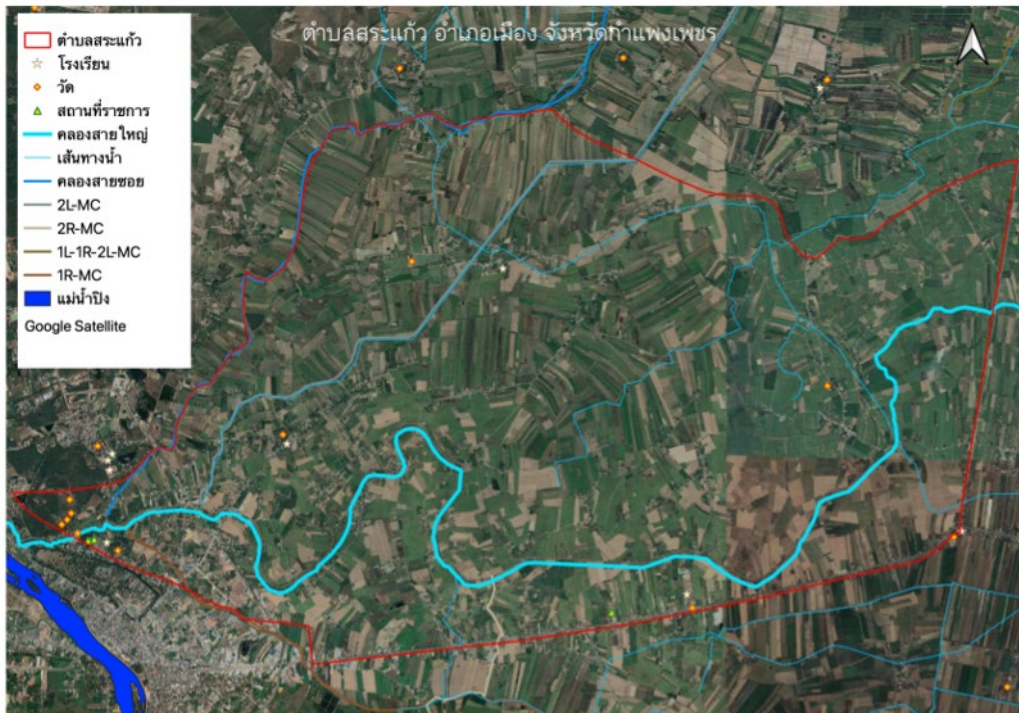 ตำบลสระแก้ว อำเภอเมือง จังหวัดกำแพงเพชร
ตำบลสระแก้ว
โรงเรียน
วัด
สถานที่ราชการ
คลองสายใหญ่
เส้นทางน้ำ
คลองสายซอย
2L-MC
2R-MC
1L-1R-2L-MC
1R-MC
แม่น้ำปิง
Google Satellite